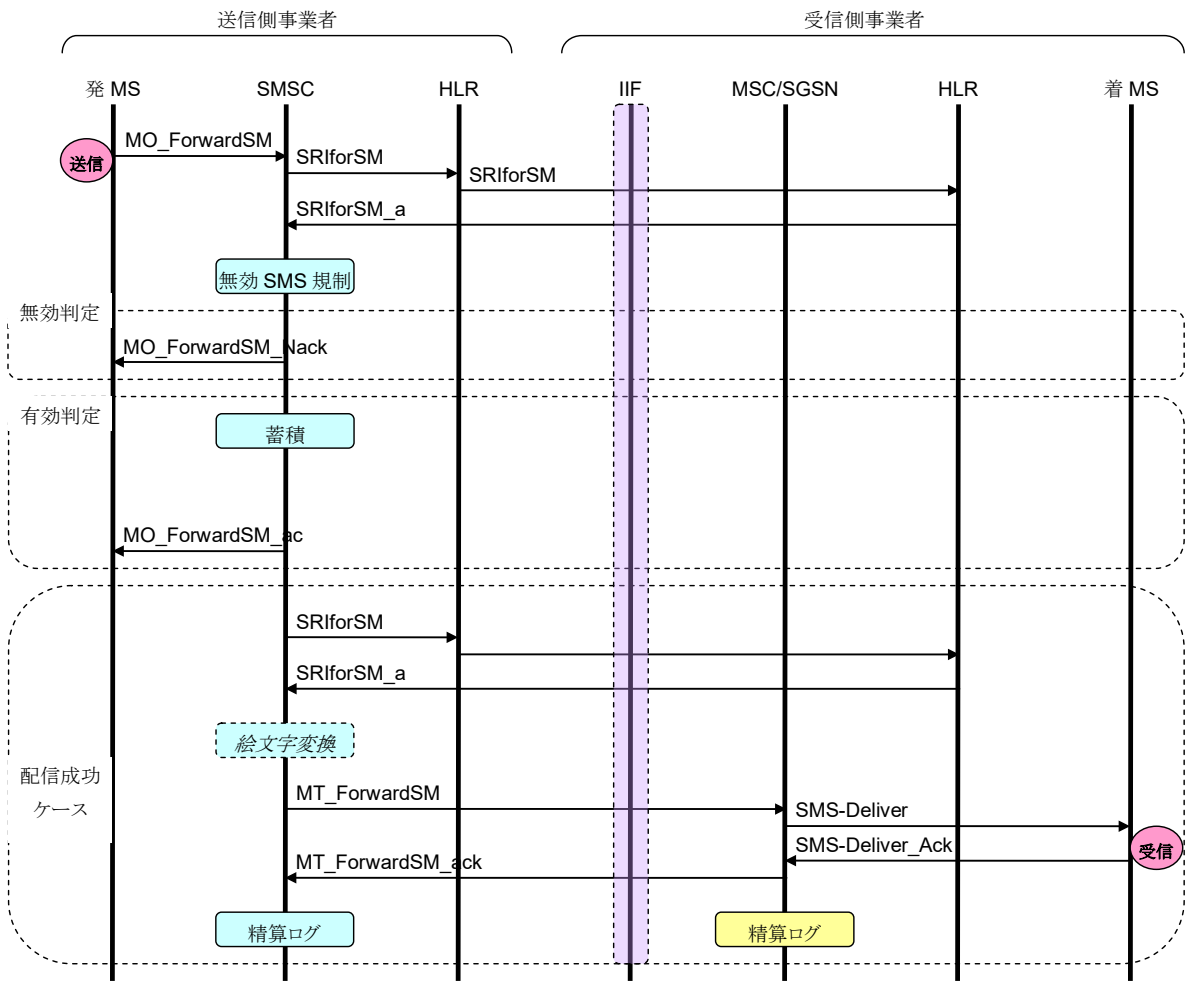 送信側事業者
受信側事業者
発 MS
SMSC
HLR
IIF
MSC/SGSN
HLR
着 MS
MO_ForwardSM
送信
SRIforSM
SRIforSM
SRIforSM_a
無効 SMS 規制
無効判定
MO_ForwardSM_Nack
有効判定
蓄積
MO_ForwardSM_ac
SRIforSM
SRIforSM_a
絵文字変換
配信成功
ケース
MT_ForwardSM
SMS-Deliver
SMS-Deliver_Ack
受信
MT_ForwardSM_ack
精算ログ
精算ログ